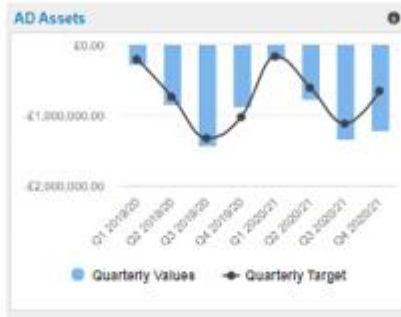 AD Assets
£0.00
-£1,000,000.00
-£2,000,000.00
Q1 2019/20
Q2 2019/20
Q3 2019/20
Q4 2019/20
Q1 2020/21
Q2 2020/21
Q3 2020/21
Q4 2020/21
Quarterly Values Quarterly Target